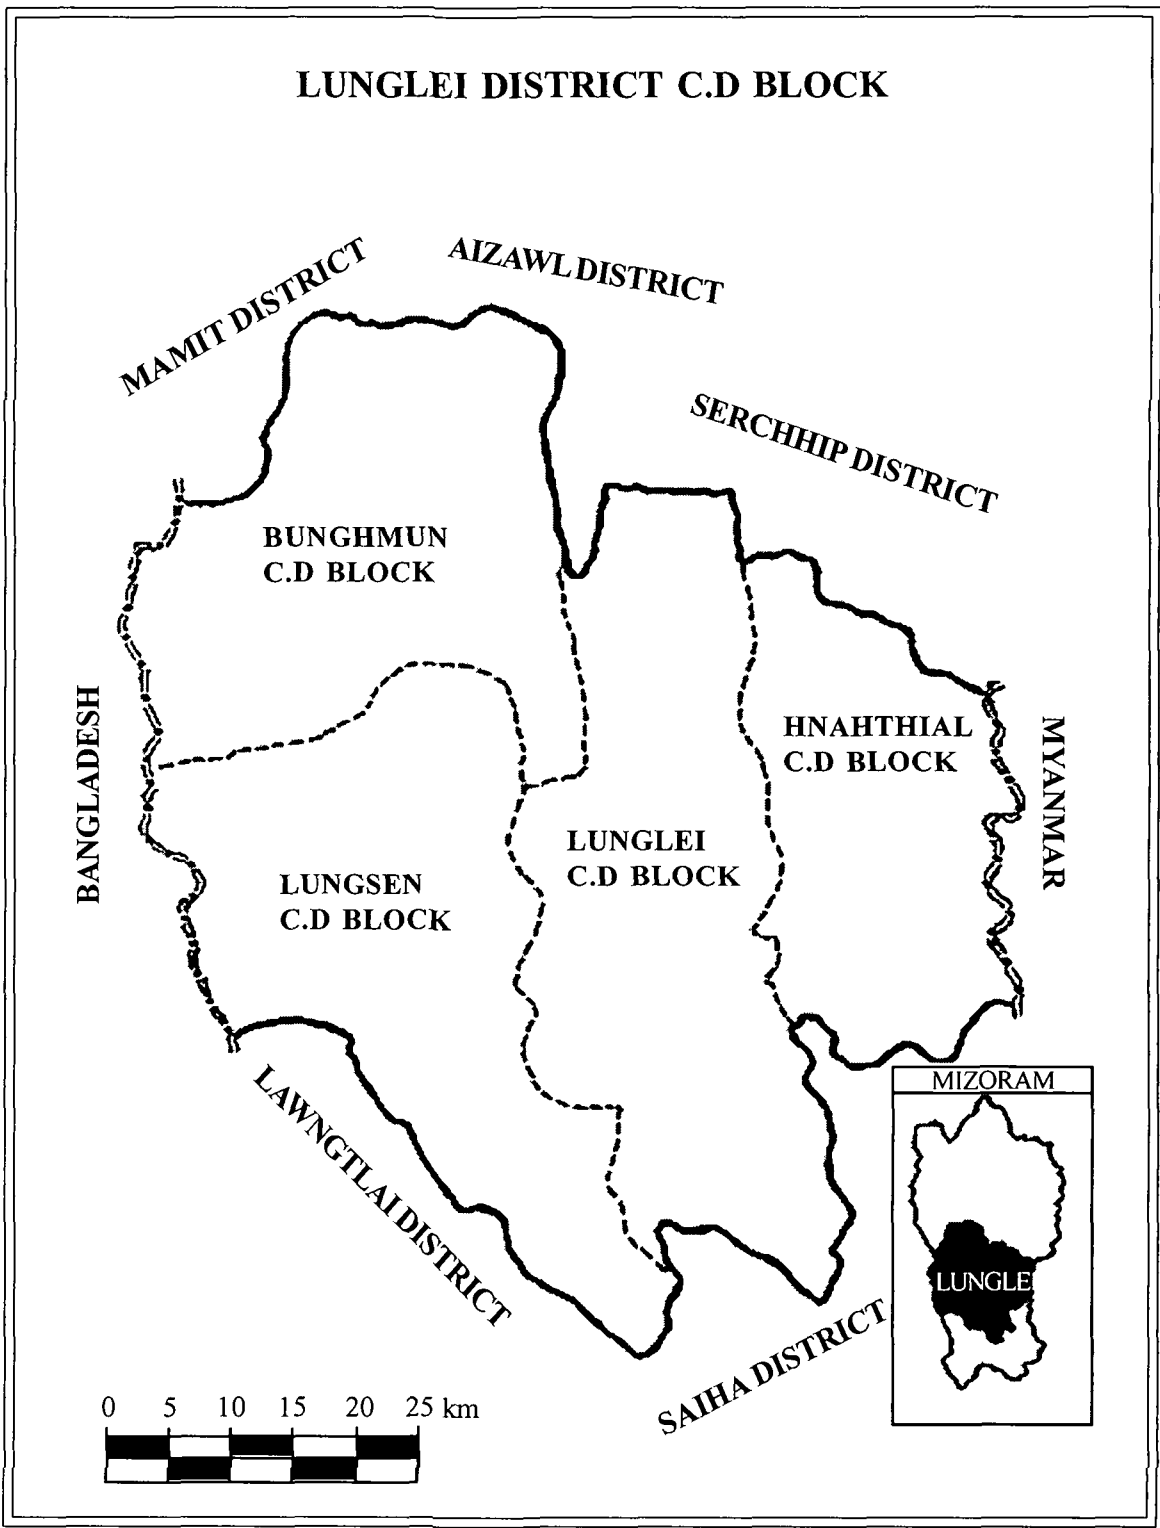 LUNGLEI DISTRICT C.D BLOCK
MAMIT DISTRICT
AIZAWL DISTRICT
SERCHHIP DISTRICT
BUNGHMUN
C.D BLOCK
BANGLADESH
HNAHTHIAL
C.D BLOCK
MYANMAR
LUNGLEI
C.D BLOCK
LUNGSEN
C.D BLOCK
LAWNGTLAI DISTRICT
SAIHA DISTRICT
MIZORAM
LUNGLE
0 5 10 15 20 25 km